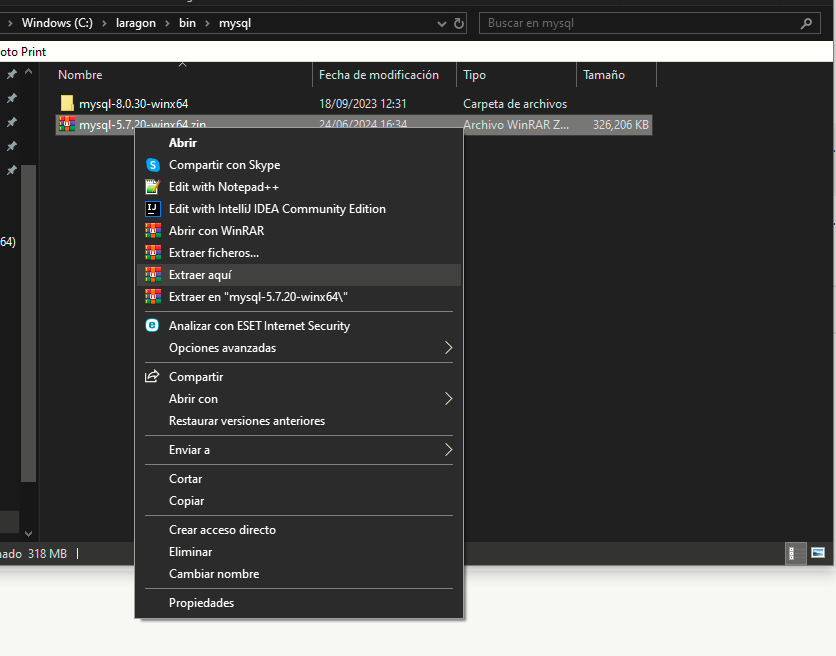 Windows (C:) > laragon > bin > mysql
Buscar en mysql
oto Print
Nombre Fecha de modificación Tipo Tamaño
mysql-8.0.30-winx64 18/09/2023 12:31 Carpeta de archivos
mysql-5.7.20-winx64.zip 24/06/2024 16:34 Archivo WinRAR Z... 326,206 KB
Abrir
Compartir con Skype
Edit with Notepad++
Edit with IntelliJ IDEA Community Edition
Abrir con WinRAR
Extraer ficheros...
64)
Extraer aquí
Extraer en "mysql-5.7.20-winx64\"
Analizar con ESET Internet Security
Opciones avanzadas
Compartir
Abrir con
Restaurar versiones anteriores
Enviar a
Cortar
Copiar
Crear acceso directo
Eliminar
nado 318 MB
Cambiar nombre
Propiedades